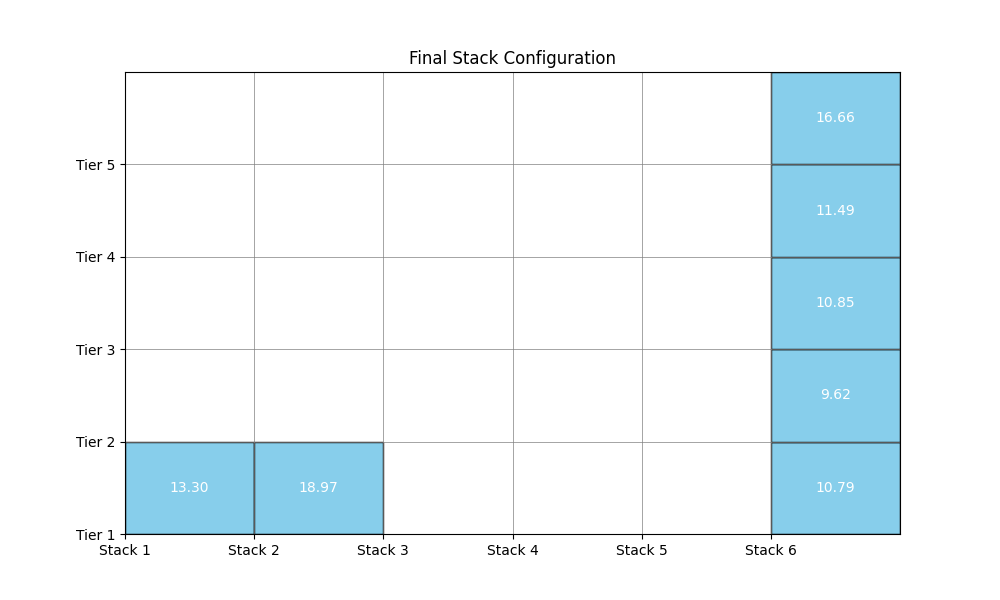 Final Stack Configuration
16.66
Tier 5
11.49
Tier 4
10.85
Tier 3
9.62
Tier 2
13.30 18.97 10.79
Tier 1
Stack 1 Stack 2 Stack 3 Stack 4 Stack 5 Stack 6